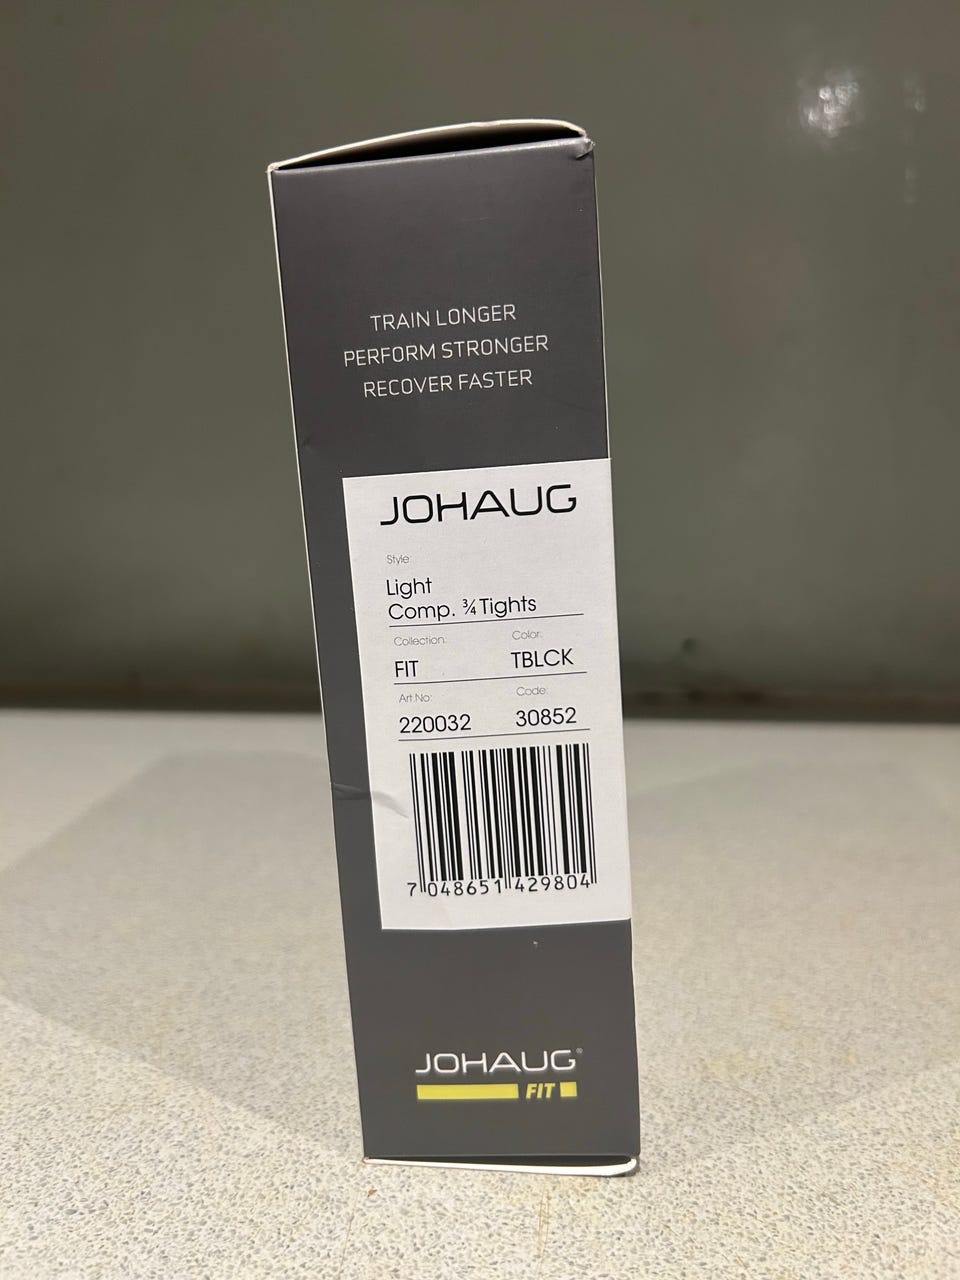 TRAIN LONGER
PERFORM STRONGER
RECOVER FASTER
JOHAUG
Style:
Light
Comp. ¾ Tights
Collection: Color:
FIT TBLCK
Art.No: Code:
220032 30852
7 048651 429804
JOHAUG®
FIT